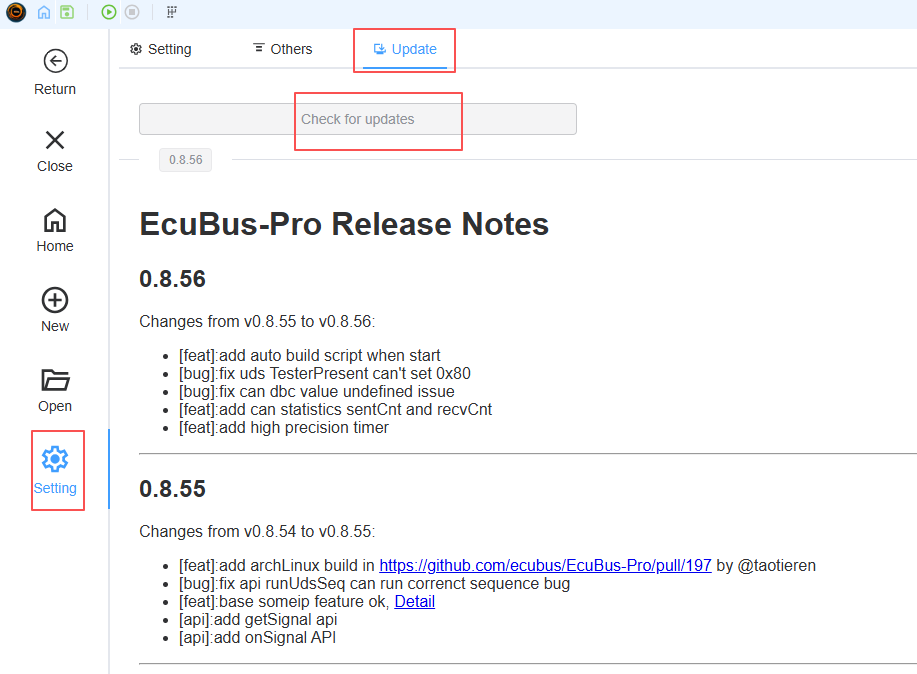 Return
Close
Home
New
Open
Setting
Setting
Others
Update
Check for updates
0.8.56
EcuBus-Pro Release Notes
0.8.56
Changes from v0.8.55 to v0.8.56:
[feat]:add auto build script when start
[bug]:fix uds TesterPresent can't set 0x80
[bug]:fix can dbc value undefined issue
[feat]:add can statistics sentCnt and recvCnt
[feat]:add high precision timer
0.8.55
Changes from v0.8.54 to v0.8.55:
[feat]:add archLinux build in https://github.com/ecubus/EcuBus-Pro/pull/197 by @taotieren
[bug]:fix api runUdsSeq can run correnct sequence bug
[feat]:base someip feature ok, Detail
[api]:add getSignal api
[api]:add onSignal API